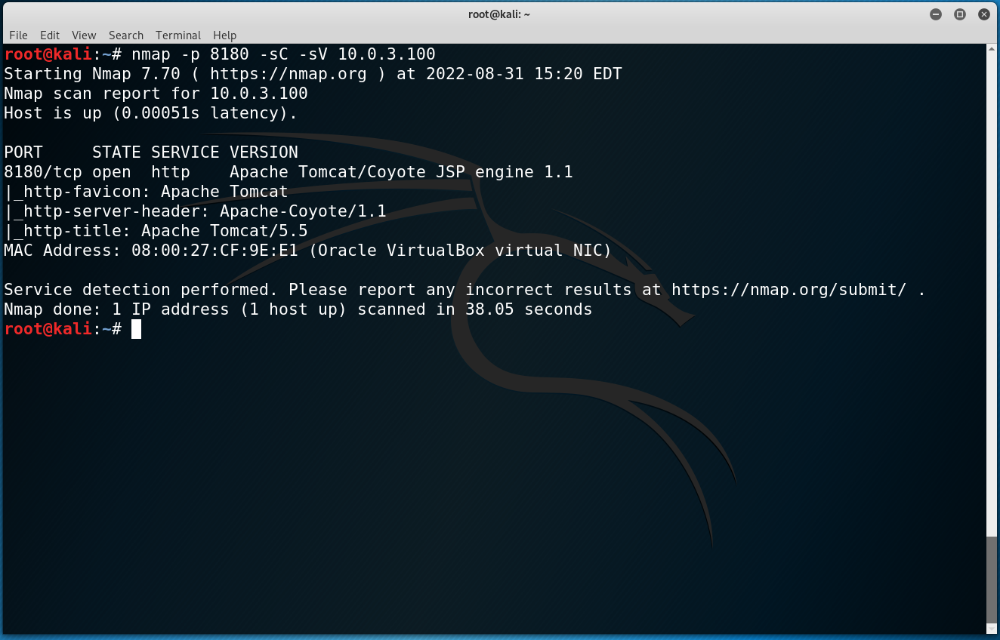 root@kali: ~
File Edit View Search Terminal Help
root@kali:~# nmap -p 8180 -sC -sV 10.0.3.100
Starting Nmap 7.70 ( https://nmap.org ) at 2022-08-31 15:20 EDT
Nmap scan report for 10.0.3.100
Host is up (0.00051s latency).
PORT     STATE SERVICE VERSION
8180/tcp open  http    Apache Tomcat/Coyote JSP engine 1.1
|_http-favicon: Apache Tomcat
|_http-server-header: Apache-Coyote/1.1
|_http-title: Apache Tomcat/5.5
MAC Address: 08:00:27:CF:9E:E1 (Oracle VirtualBox virtual NIC)
Service detection performed. Please report any incorrect results at https://nmap.org/submit/ .
Nmap done: 1 IP address (1 host up) scanned in 38.05 seconds
root@kali:~#